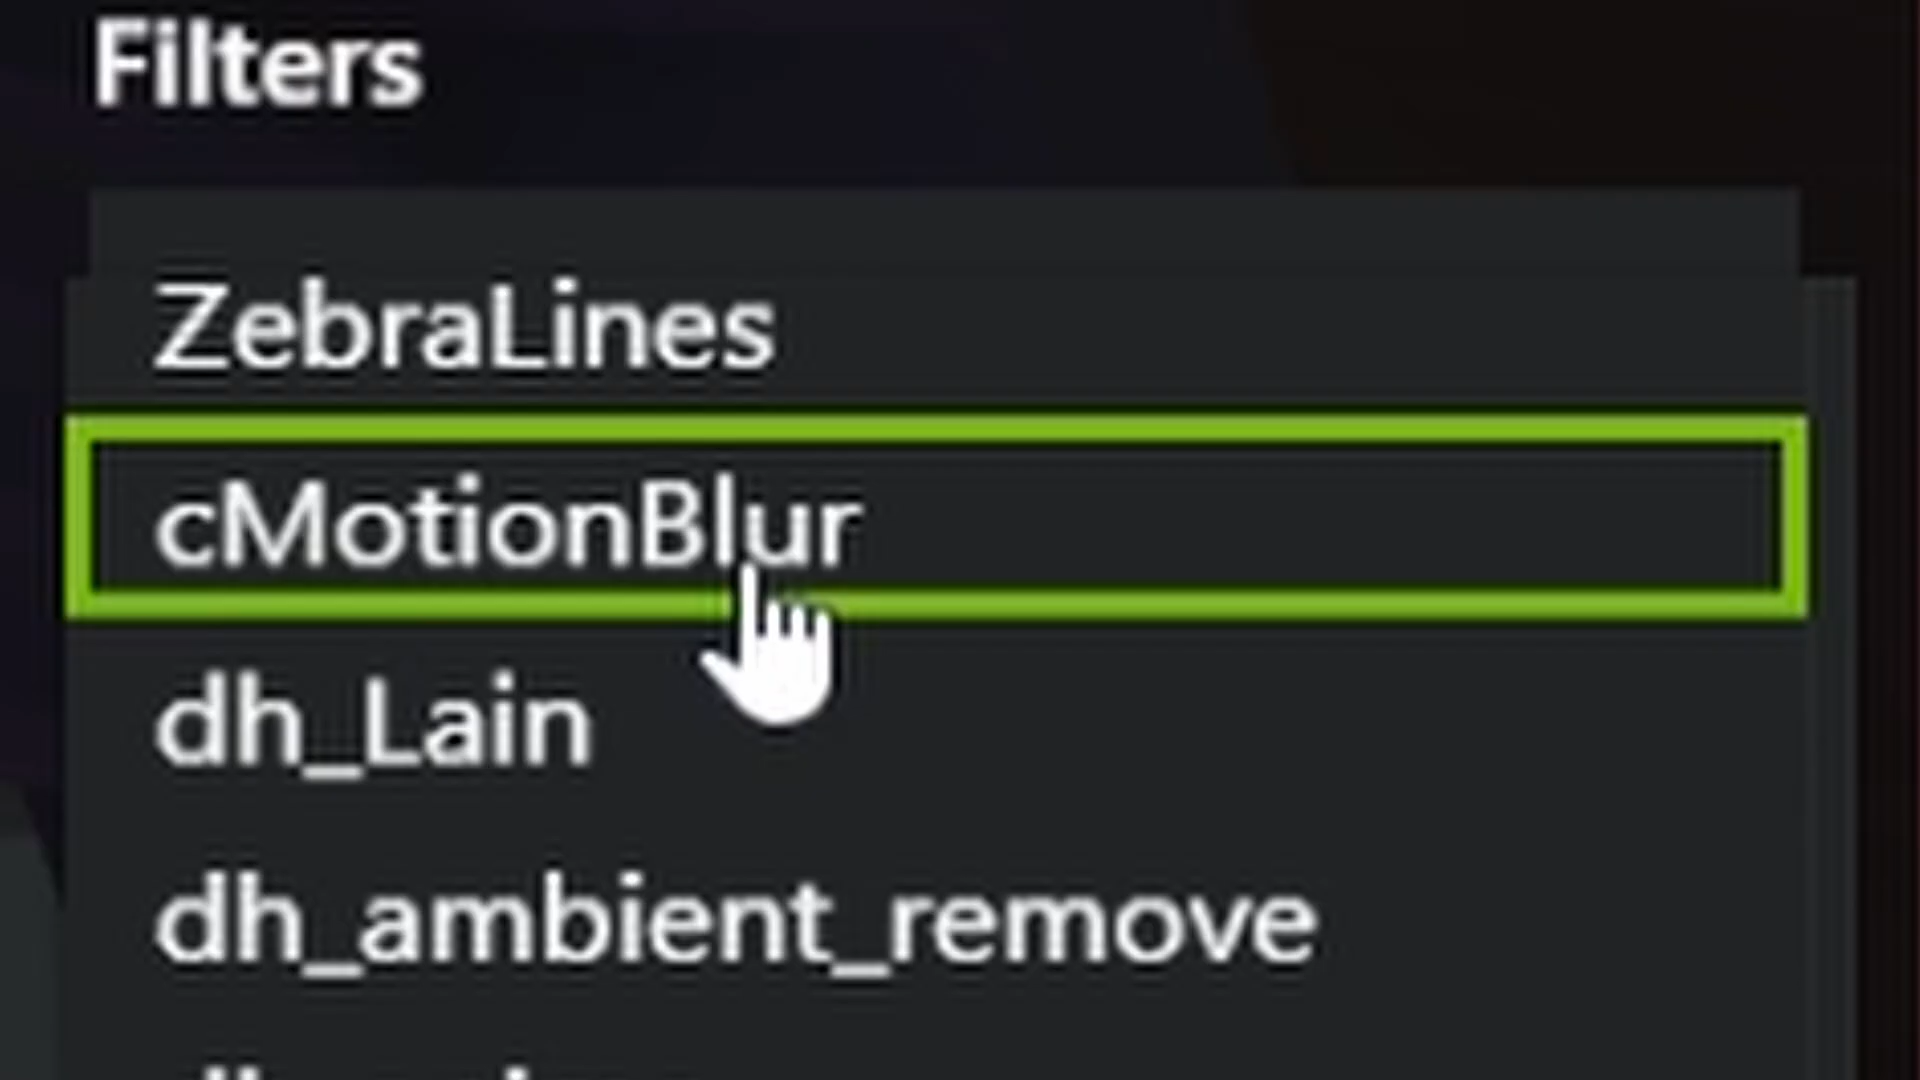 Filters
ZebraLines
cMotionBlur
dh_Lain
dh_ambient_remove